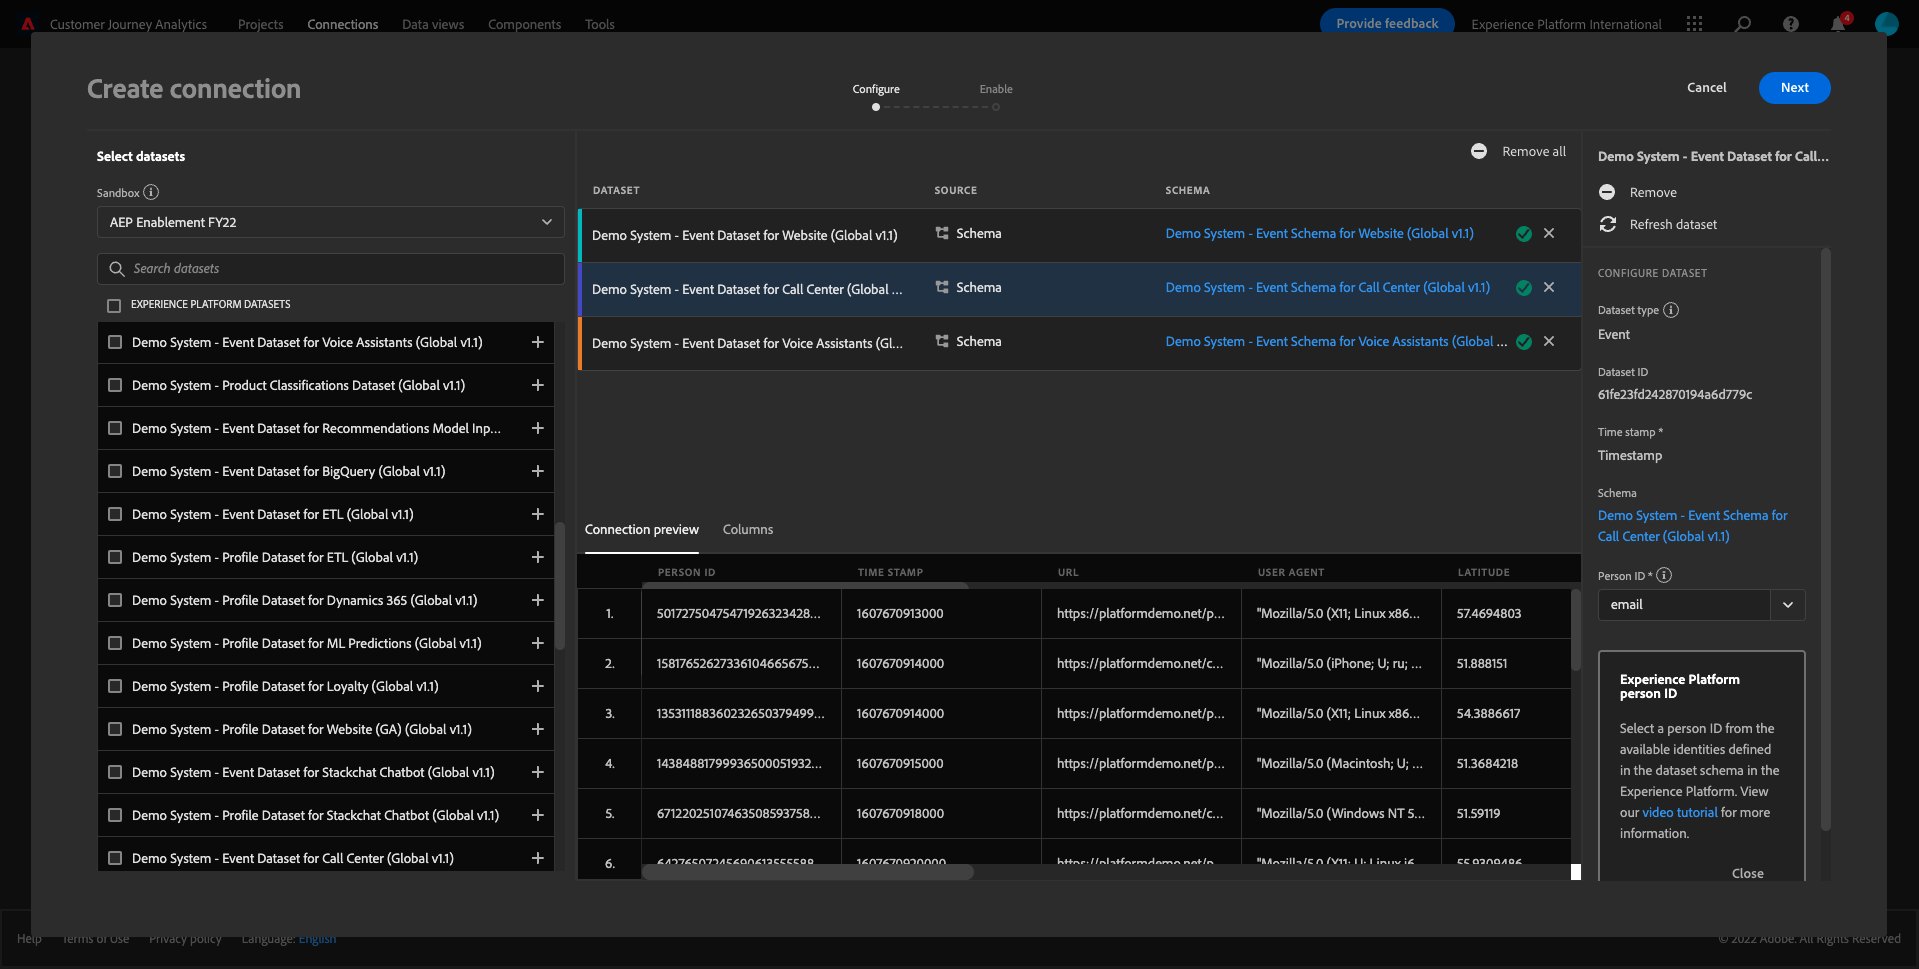 Customer Journey Analytics Projects Connections Data views Components Tools Provide feedback Experience Platform International 4
Create connection
Configure Enable
Cancel Next
Select datasets
Sandbox
AEP Enablement FY22
Search datasets
EXPERIENCE PLATFORM DATASETS
Demo System - Event Dataset for Voice Assistants (Global v1.1)
Demo System - Product Classifications Dataset (Global v1.1)
Demo System - Event Dataset for Recommendations Model Inp...
Demo System - Event Dataset for BigQuery (Global v1.1)
Demo System - Event Dataset for ETL (Global v1.1)
Demo System - Profile Dataset for ETL (Global v1.1)
Demo System - Profile Dataset for Dynamics 365 (Global v1.1)
Demo System - Profile Dataset for ML Predictions (Global v1.1)
Demo System - Profile Dataset for Loyalty (Global v1.1)
Demo System - Profile Dataset for Website (GA) (Global v1.1)
Demo System - Event Dataset for Stackchat Chatbot (Global v1.1)
Demo System - Profile Dataset for Stackchat Chatbot (Global v1.1)
Demo System - Event Dataset for Call Center (Global v1.1)
Remove all
DATASET SOURCE SCHEMA
Demo System - Event Dataset for Website (Global v1.1) Schema Demo System - Event Schema for Website (Global v1.1)
Demo System - Event Dataset for Call Center (Global ... Schema Demo System - Event Schema for Call Center (Global v1.1)
Demo System - Event Dataset for Voice Assistants (Gl... Schema Demo System - Event Schema for Voice Assistants (Global ...
Connection preview Columns
PERSON ID TIME STAMP URL USER AGENT LATITUDE
1. 50172750475471926323428... 1607670913000 https://platformdemo.net/p... "Mozilla/5.0 (X11; Linux x86... 57.4694803
2. 15817652627336104665675... 1607670914000 https://platformdemo.net/c... "Mozilla/5.0 (iPhone; U; ru; ... 51.888151
3. 135311188360232650379499... 1607670914000 https://platformdemo.net/p... "Mozilla/5.0 (X11; Linux x86... 54.3886617
4. 14384881799936500051932... 1607670915000 https://platformdemo.net/p... "Mozilla/5.0 (Macintosh; U; ... 51.3684218
5. 67122025107463508593758... 1607670918000 https://platformdemo.net/c... "Mozilla/5.0 (Windows NT 5... 51.59119
6. 64276507245690613555588... 1607670920000 https://platformdemo.net/p... "Mozilla/5.0 (X11; U; Linux i6... 55.9309486
Demo System - Event Dataset for Call...
Remove
Refresh dataset
CONFIGURE DATASET
Dataset type
Event
Dataset ID
61fe23fd242870194a6d779c
Time stamp *
Timestamp
Schema
Demo System - Event Schema for
Call Center (Global v1.1)
Person ID *
email
Experience Platform
person ID
Select a person ID from the
available identities defined
in the dataset schema in the
Experience Platform. View
our video tutorial for more
information.
Close
Help Terms of Use Privacy policy Language: English © 2022 Adobe. All Rights Reserved